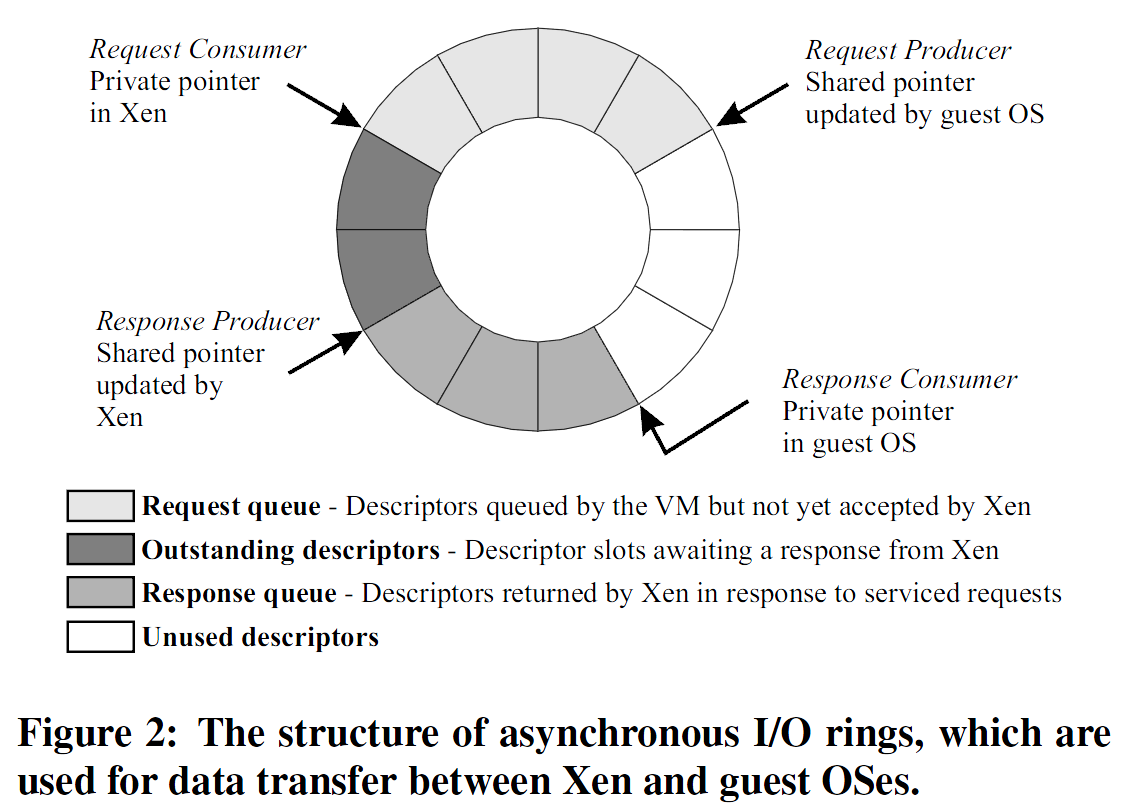 Request Consumer
Private pointer
in Xen
Request Producer
Shared pointer
updated by guest OS
Response Producer
Shared pointer
updated by
Xen
Response Consumer
Private pointer
in guest OS
Request queue - Descriptors queued by the VM but not yet accepted by Xen
Outstanding descriptors - Descriptor slots awaiting a response from Xen
Response queue - Descriptors returned by Xen in response to serviced requests
Unused descriptors
Figure 2: The structure of asynchronous I/O rings, which are
used for data transfer between Xen and guest OSes.